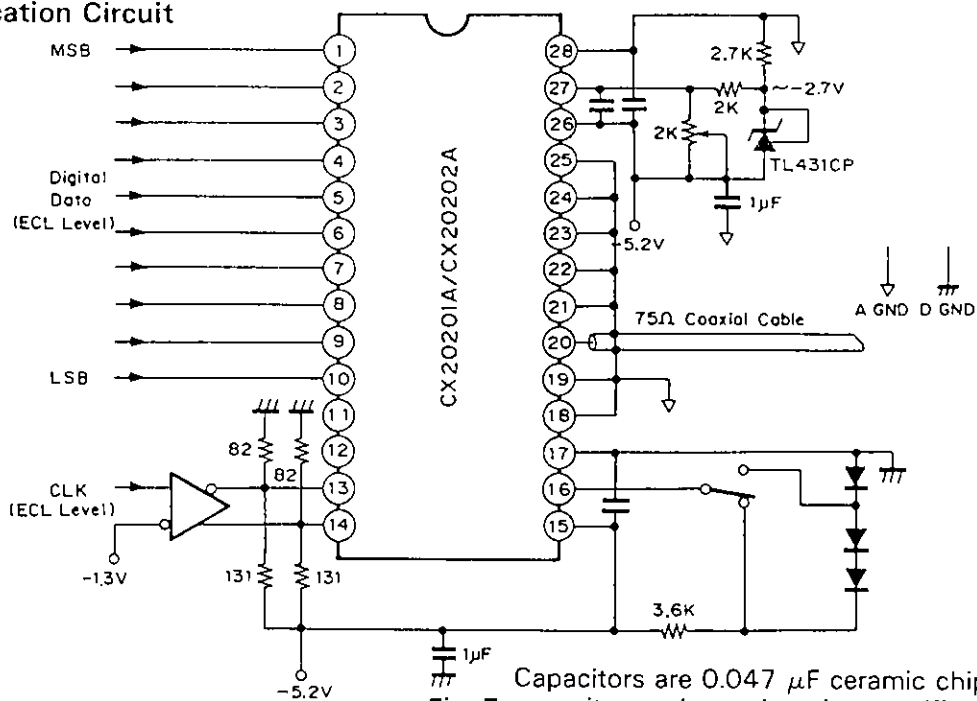 cation Circuit
MSB
Digital
Data
(ECL Level)
LSB
CLK
(ECL Level)
-1.3V
82
82
131
131
-5.2V
1μF
1
2
3
4
5
6
7
8
9
10
11
12
13
14
CX20201A/CX20202A
28
27
26
25
24
23
22
21
20
19
18
17
16
15
2.7K
2K
~-2.7V
2K
TL431CP
1μF
-5.2V
A GND D GND
75Ω Coaxial Cable
3.6K
Capacitors are 0.047 μF ceramic chip